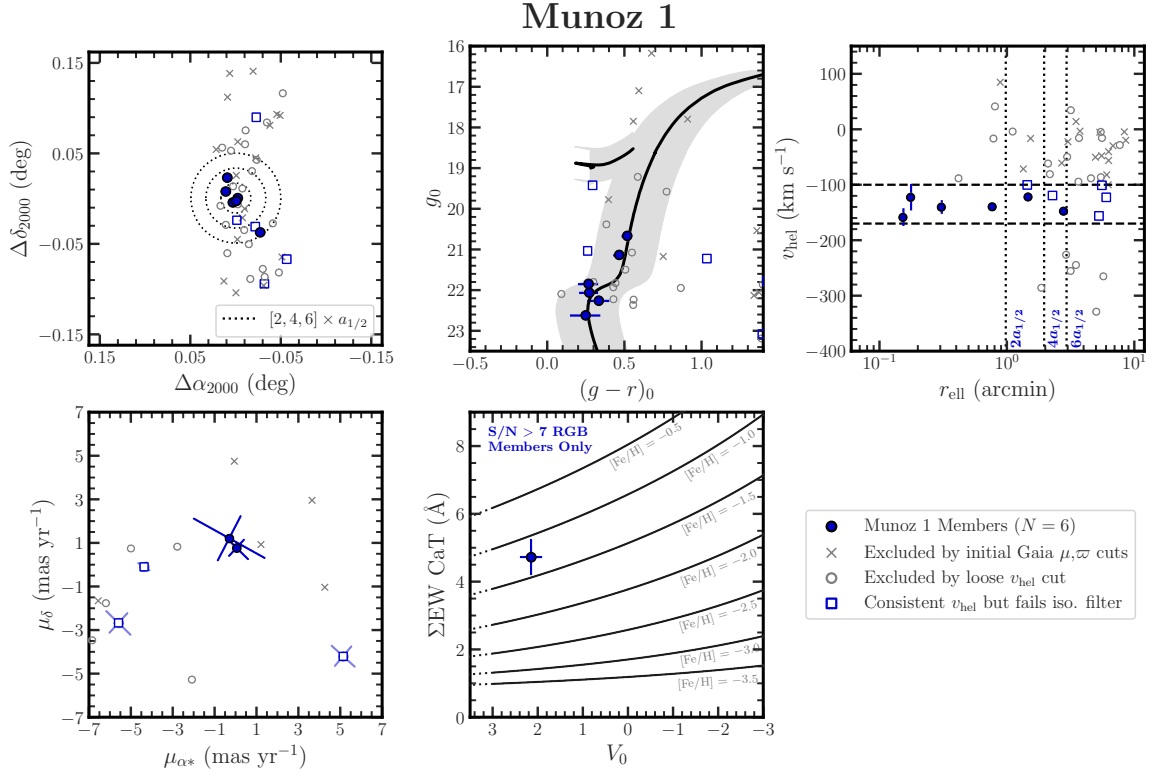 Munoz 1
0.15
0.05
−0.05
−0.15
0.15
0.05
−0.05
−0.15
Δδ2000 (deg)
Δα2000 (deg)
[2, 4, 6] × a1/2
16
17
18
19
20
21
22
23
−0.5
0.0
0.5
1.0
g0
(g − r)0
100
0
−100
−200
−300
−400
10−1
100
101
vhel (km s−1)
rell (arcmin)
2a1/2
4a1/2
6a1/2
7
5
3
1
−1
−3
−5
−7
−7
−5
−3
−1
1
3
5
7
μδ (mas yr−1)
μα∗ (mas yr−1)
S/N > 7 RGB
Members Only
[Fe/H] = −0.5
[Fe/H] = −1.0
[Fe/H] = −1.5
[Fe/H] = −2.0
[Fe/H] = −2.5
[Fe/H] = −3.0
[Fe/H] = −3.5
8
6
4
2
0
3
2
1
0
−1
−2
−3
ΣEEW CaT (Å)
V0
Munoz 1 Members (N = 6)
Excluded by initial Gaia μ,ϖ cuts
Excluded by loose vhel cut
Consistent vhel but fails iso. filter